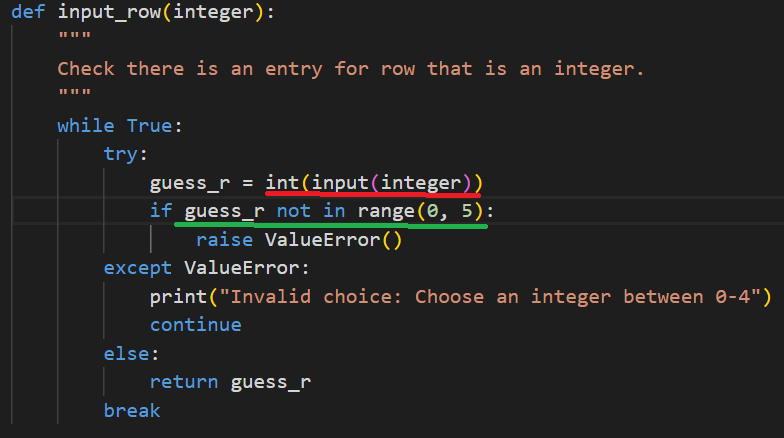 def input_row(integer):
    """
    Check there is an entry for row that is an integer.
    """
    while True:
        try:
            guess_r = int(input(integer))
            if guess_r not in range(0, 5):
                raise ValueError()
        except ValueError:
            print("Invalid choice: Choose an integer between 0-4")
            continue
        else:
            return guess_r
        break